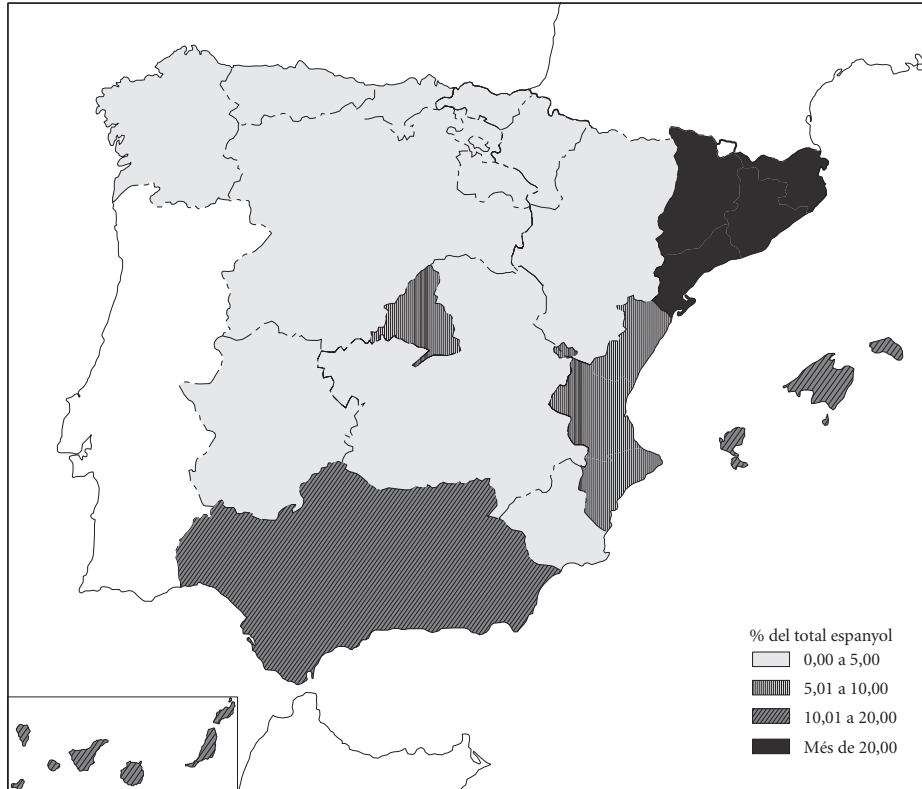 % del total espanyol
0,00 a 5,00
5,01 a 10,00
10,01 a 20,00
Més de 20,00